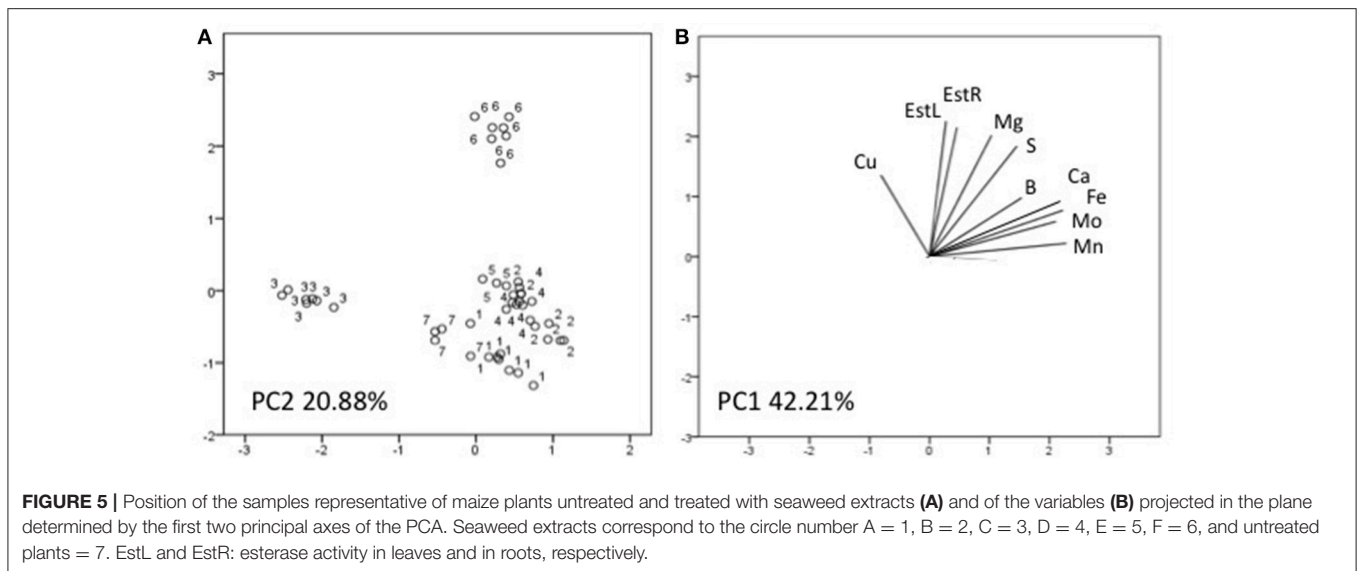 A
3
2
1
0
-1
-2
-3
-2
-1
0
1
2
6 6 6
6
6
6 6
3 3 3 3
3
3
3
5 5 2 4
2
5 4 4
4 4 4 2 2
4 2 2
2
7 7 1
7
7 1 1
1
1 1 1
1
PC2 20.88%
B
3
2
1
0
-1
-2
-3
-3
-2
-1
0
1
2
3
EstL
EstR
Mg
S
Cu
B
Ca
Fe
Mo
Mn
PC1 42.21%
FIGURE 5 | Position of the samples representative of maize plants untreated and treated with seaweed extracts (A) and of the variables (B) projected in the plane
determined by the first two principal axes of the PCA. Seaweed extracts correspond to the circle number A = 1, B = 2, C = 3, D = 4, E = 5, F = 6, and untreated
plants = 7. EstL and EstR: esterase activity in leaves and in roots, respectively.